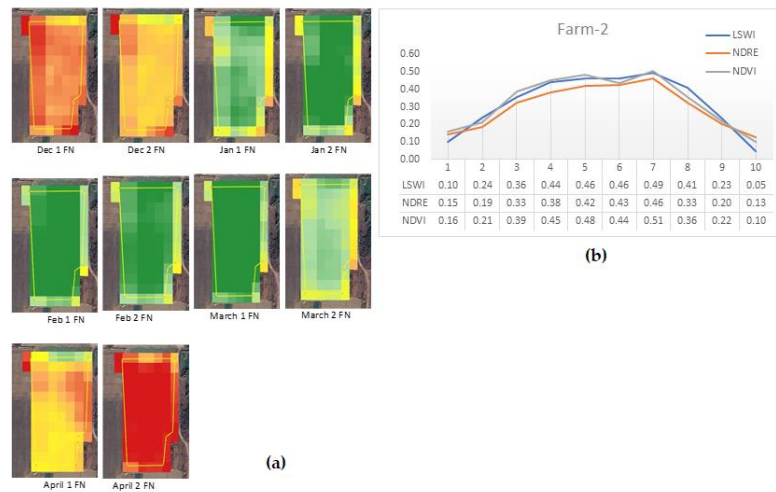 Dec 1 FN
Dec 2 FN
Jan 1 FN
Jan 2 FN
Feb 1 FN
Feb 2 FN
March 1 FN
March 2 FN
April 1 FN
April 2 FN
(a)
Farm-2
LSWI
NDRE
NDVI
0.60
0.50
0.40
0.30
0.20
0.10
0.00
1 2 3 4 5 6 7 8 9 10
LSWI 0.10 0.24 0.36 0.44 0.46 0.46 0.49 0.41 0.23 0.05
NDRE 0.15 0.19 0.33 0.38 0.42 0.43 0.46 0.33 0.20 0.13
NDVI 0.16 0.21 0.39 0.45 0.48 0.44 0.51 0.36 0.22 0.10
(b)